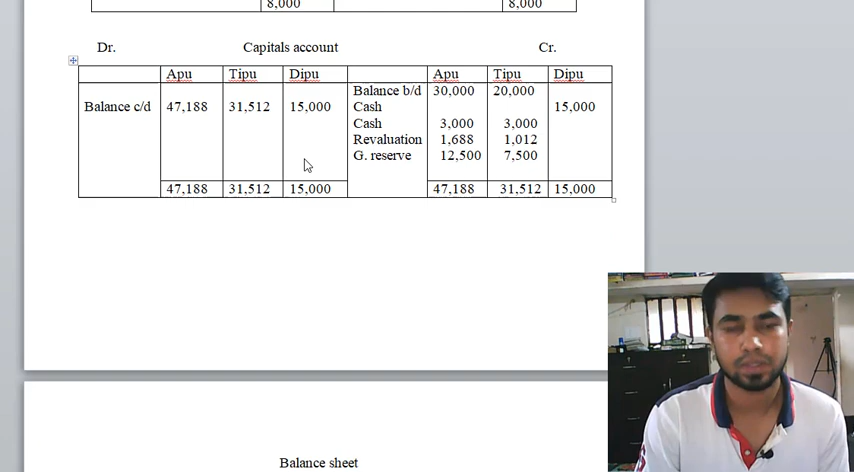 8,000 8,000
Dr. Capitals account Cr.
Apu Tipu Dipu Apu Tipu Dipu
Balance b/d 30,000 20,000
Balance c/d 47,188 31,512 15,000 Cash 15,000
Cash 3,000 3,000
Revaluation 1,688 1,012
G. reserve 12,500 7,500
47,188 31,512 15,000 47,188 31,512 15,000
Balance sheet